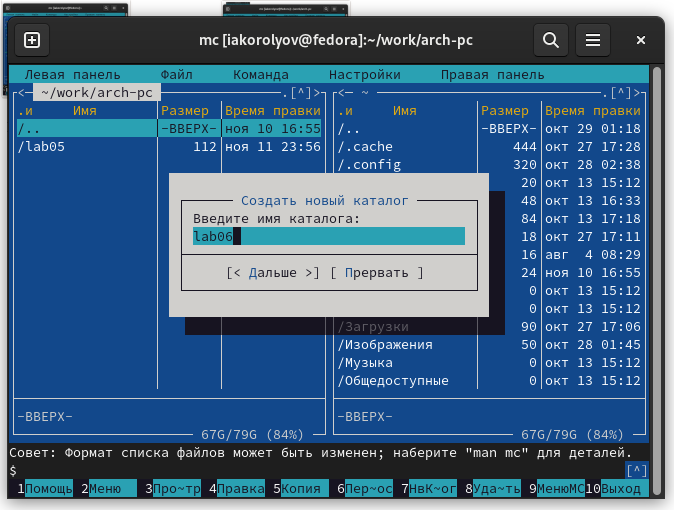 mc [iakorolyov@fedora]:~/work/arch-pc
Левая панель Файл Команда Настройки Правая панель
<─ ~/work/arch-pc .[^]> <─ ~ .[^]>
.и Имя Размер Время правки .и Имя Размер Время правки
/.. -ВВЕРХ- ноя 10 16:55 /.. -ВВЕРХ- окт 29 01:18
/lab05 112 ноя 11 23:56 /.cache 444 окт 27 17:28
/.config 320 окт 28 02:38
20 окт 13 15:12
Создать новый каталог 48 окт 13 16:33
Введите имя каталога: 84 окт 13 17:18
lab06 18 окт 27 17:11
16 авг 4 08:29
[< Дальше >] [ Прервать ] 24 ноя 10 16:55
0 окт 13 15:12
0 окт 13 15:12
/Загрузки 90 окт 27 17:06
/Изображения 50 окт 28 01:45
/Музыка 0 окт 13 15:12
/Общедоступные 0 окт 13 15:12
-ВВЕРХ- -ВВЕРХ-
67G/79G (84%) 67G/79G (84%)
Совет: Формат списка файлов может быть изменен; наберите "man mc" для деталей.
$ [^]
1Помощь 2Меню 3Про~тр 4Правка 5Копия 6Пер~ос 7НвК~ог 8Уда~ть 9МенюMC 10Выход